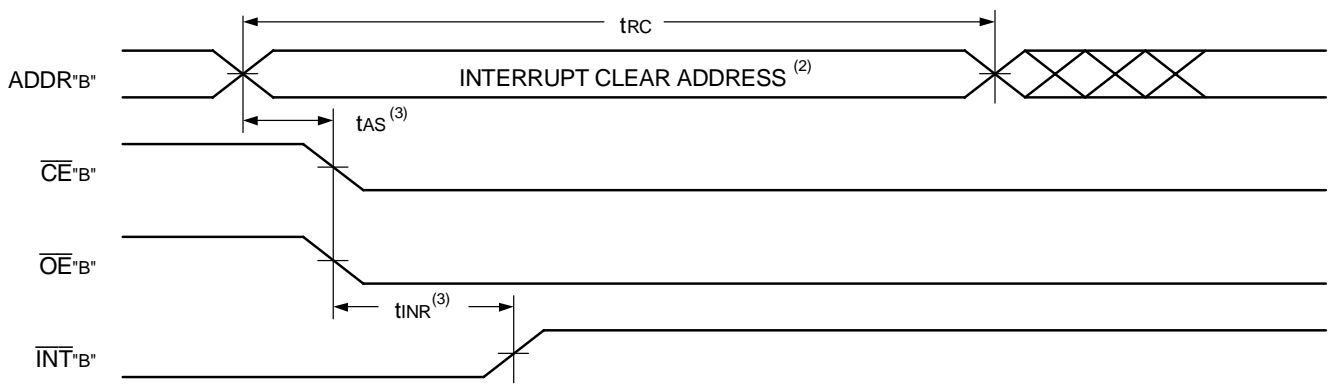 tRC
ADDR"B"
INTERRUPT CLEAR ADDRESS (2)
tAS (3)
CE"B"
OE"B"
tINR (3)
INT"B"